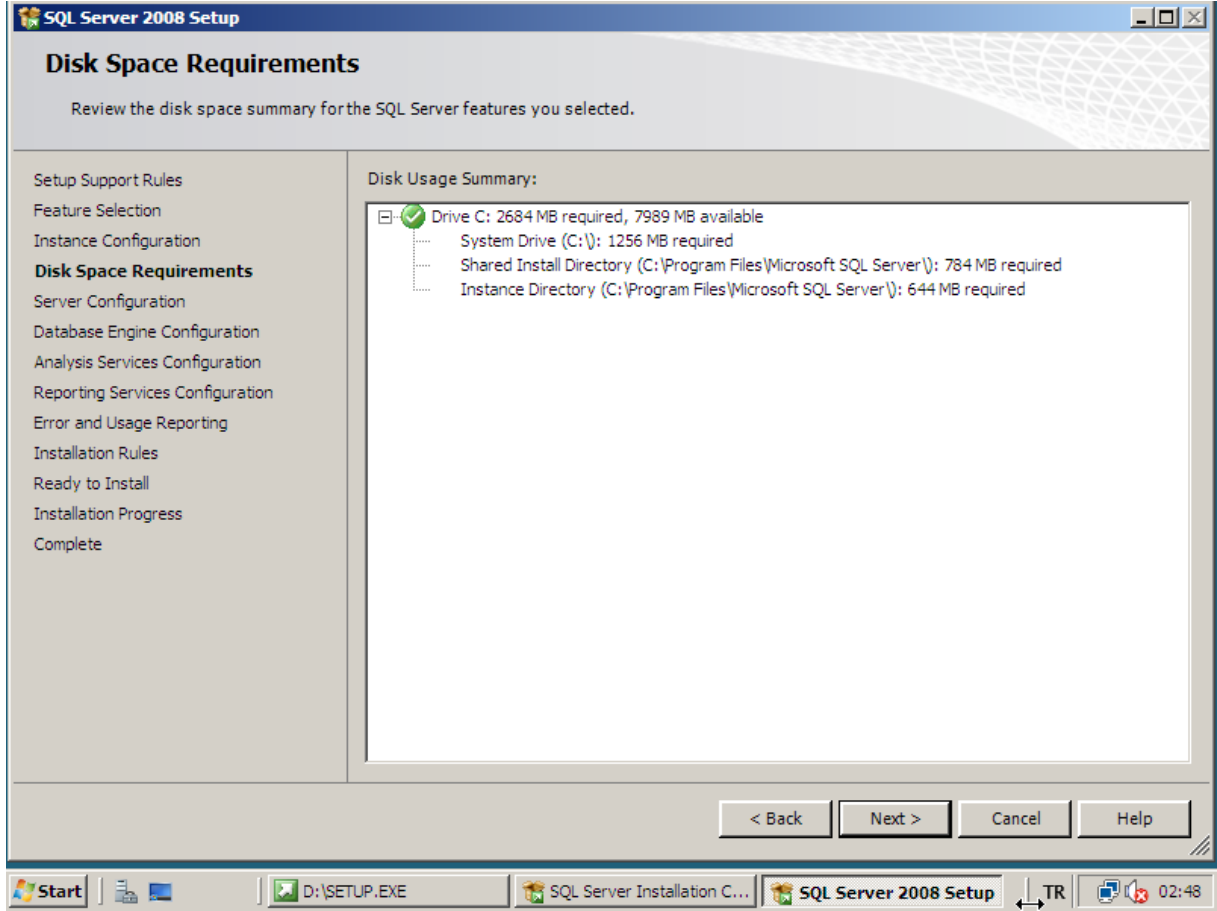 SQL Server 2008 Setup
Disk Space Requirements
Review the disk space summary for the SQL Server features you selected.
Setup Support Rules
Feature Selection
Instance Configuration
Disk Space Requirements
Server Configuration
Database Engine Configuration
Analysis Services Configuration
Reporting Services Configuration
Error and Usage Reporting
Installation Rules
Ready to Install
Installation Progress
Complete
Disk Usage Summary:
Drive C: 2684 MB required, 7989 MB available
System Drive (C:\): 1256 MB required
Shared Install Directory (C:\Program Files\Microsoft SQL Server\): 784 MB required
Instance Directory (C:\Program Files\Microsoft SQL Server\): 644 MB required
< Back
Next >
Cancel
Help
Start
D:\SETUP.EXE
SQL Server Installation C...
SQL Server 2008 Setup
TR
02:48